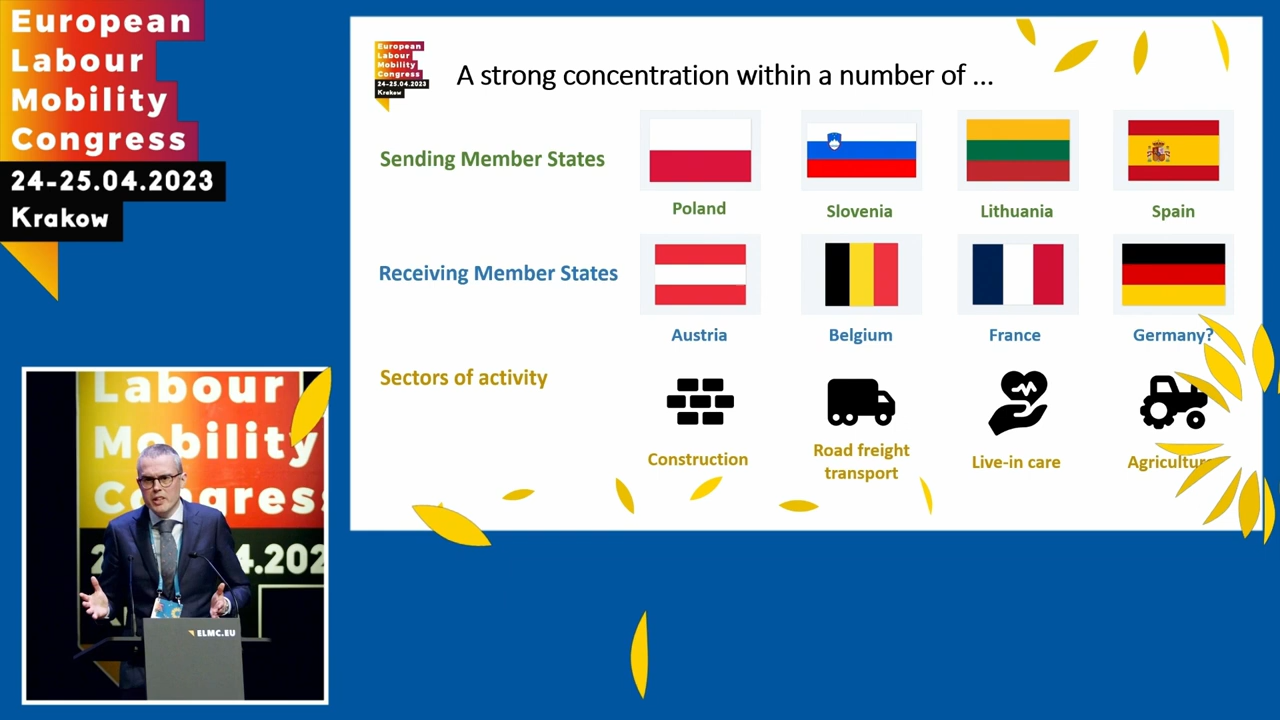 European
Labour
Mobility
Congress
24-25.04.2023
Krakow
European
Labour
Mobility
Congress
24-25.04.2023
Krakow
A strong concentration within a number of ...
Sending Member States
Poland
Slovenia
Lithuania
Spain
Receiving Member States
Austria
Belgium
France
Germany?
Sectors of activity
Construction
Road freight
transport
Live-in care
Agriculture
Labour
Mobility
Congress
ELMC.EU